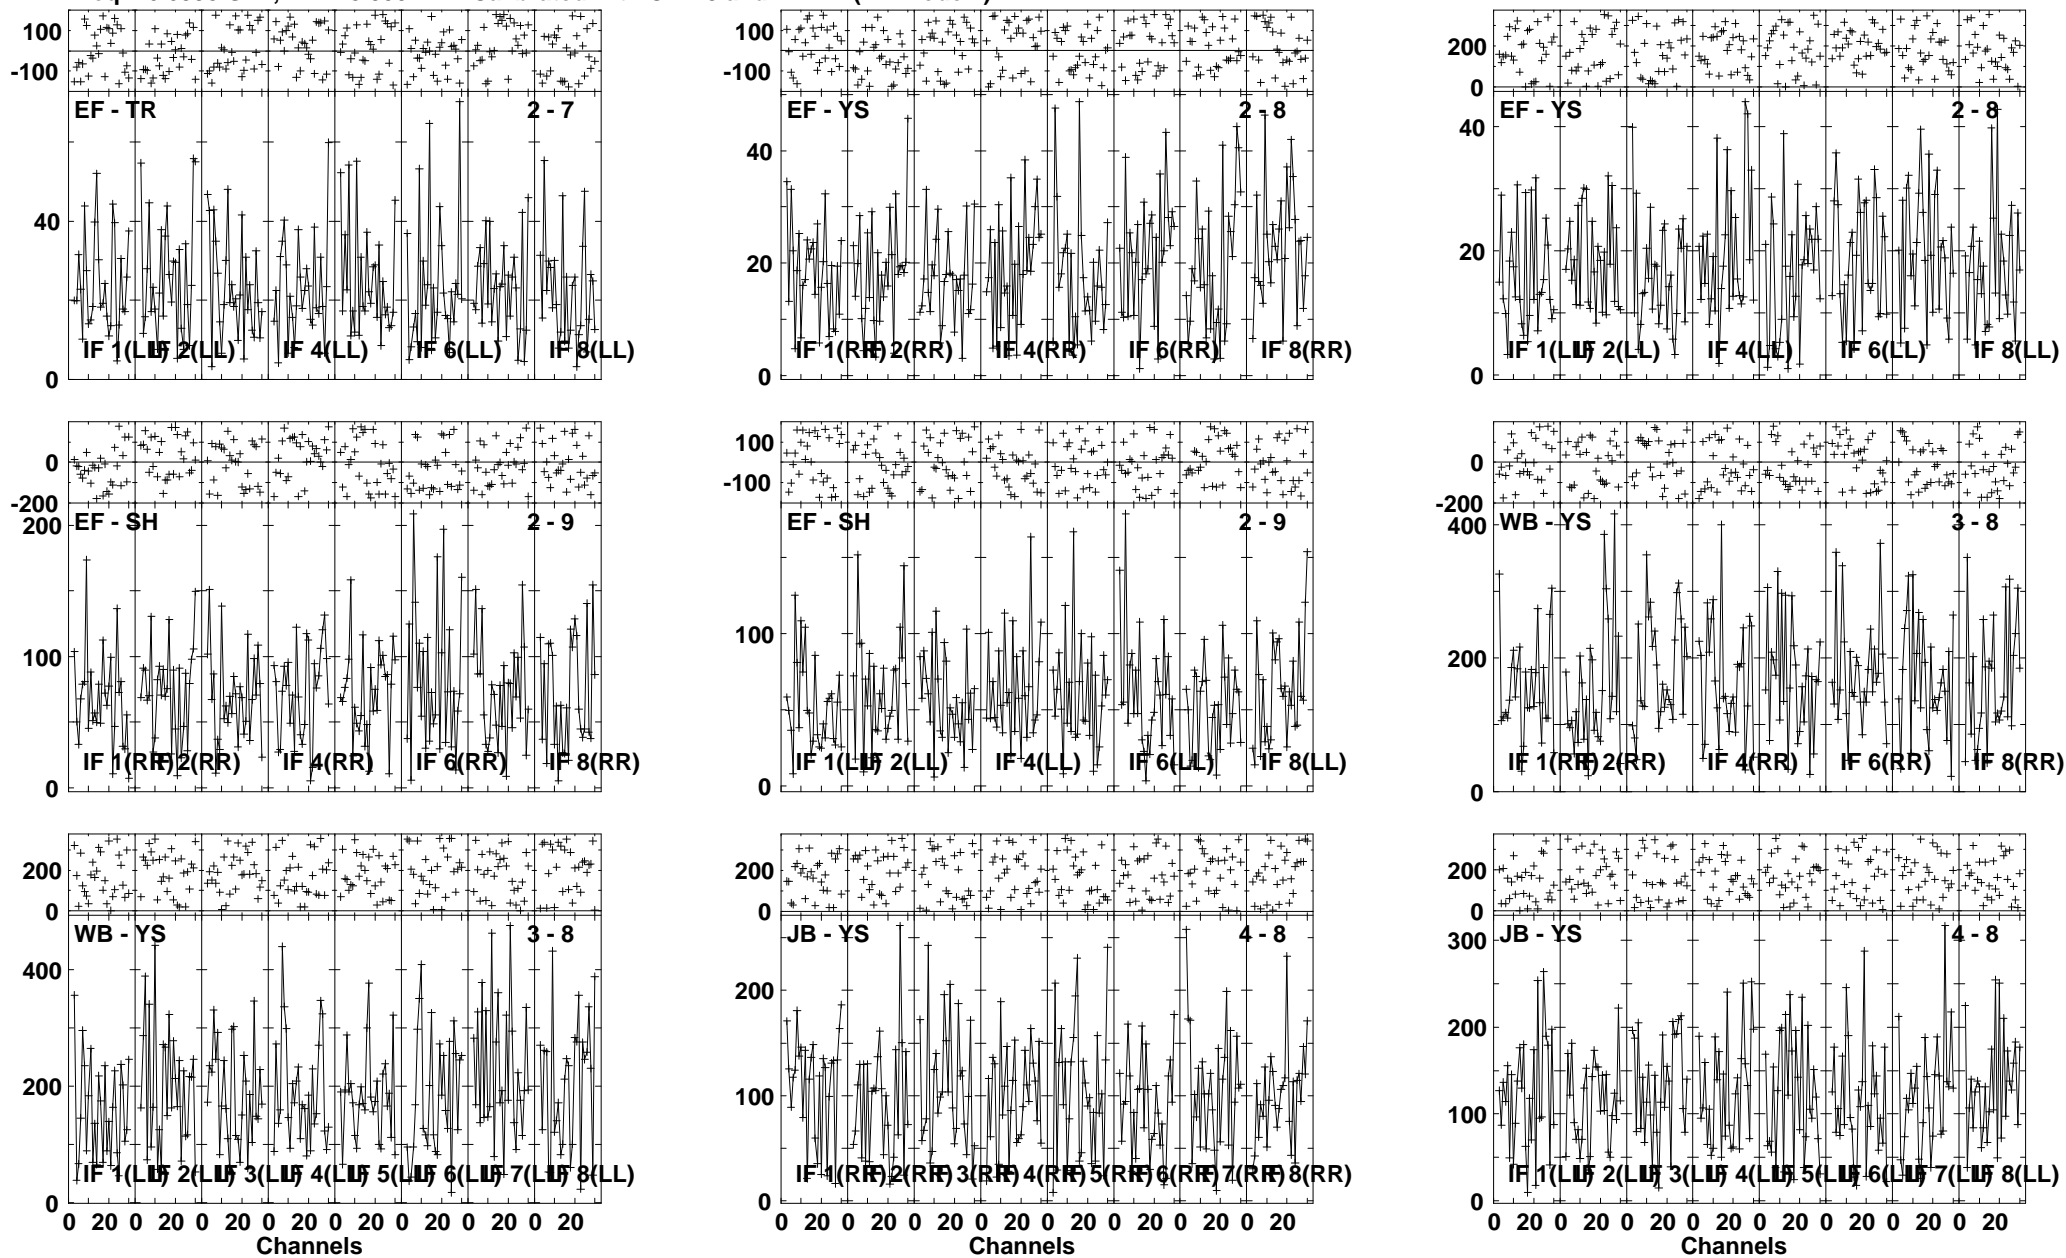 100
-100
EF - TR 2 - 7
40
0
IF 1(LL) IF 2(LL) IF 4(LL) IF 6(LL) IF 8(LL)
100
-100
EF - YS 2 - 8
40
20
0
IF 1(RR) IF 2(RR) IF 4(RR) IF 6(RR) IF 8(RR)
200
0
EF - YS 2 - 8
40
20
0
IF 1(LL) IF 2(LL) IF 4(LL) IF 6(LL) IF 8(LL)
0
-200
200
EF - SH 2 - 9
100
0
IF 1(RR) IF 2(RR) IF 4(RR) IF 6(RR) IF 8(RR)
100
-100
EF - SH 2 - 9
100
0
IF 1(LL) IF 2(LL) IF 4(LL) IF 6(LL) IF 8(LL)
0
-200
400
WB - YS 3 - 8
200
0
IF 1(RR) IF 2(RR) IF 4(RR) IF 6(RR) IF 8(RR)
200
0
WB - YS 3 - 8
400
200
0
IF 1(LL) IF 2(LL) IF 3(LL) IF 4(LL) IF 5(LL) IF 6(LL) IF 7(LL) IF 8(LL)
0 20 0 20 0 20 0 20 0 20 0 20 0 20 0 20
Channels
200
0
JB - YS 4 - 8
200
100
0
IF 1(RR) IF 2(RR) IF 3(RR) IF 4(RR) IF 5(RR) IF 6(RR) IF 7(RR) IF 8(RR)
0 20 0 20 0 20 0 20 0 20 0 20 0 20 0 20
Channels
200
0
JB - YS 4 - 8
300
200
100
0
IF 1(LL) IF 2(LL) IF 3(LL) IF 4(LL) IF 5(LL) IF 6(LL) IF 7(LL) IF 8(LL)
0 20 0 20 0 20 0 20 0 20 0 20 0 20 0 20
Channels